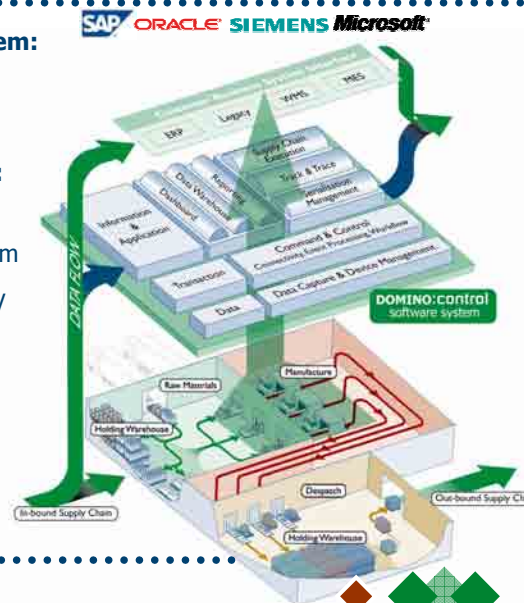 SAP ORACLE SIEMENS Microsoft
em:
:
m
y
ERP
Legacy
WMS
MES
Information
&
Application
Dashboard
Data Warehouse
Reporting
Supply Chain
Execution
Track & Trace
Serialisation
Management
Transaction
Command & Control
Connectivity Event Processing Workflow
Data
Data Capture & Device Management
DATA FLOW
DOMINO:control
software system
Raw Materials
Manufacture
Holding Warehouse
Despatch
Holding Warehouse
In-bound Supply Chain
Out-bound Supply Ch